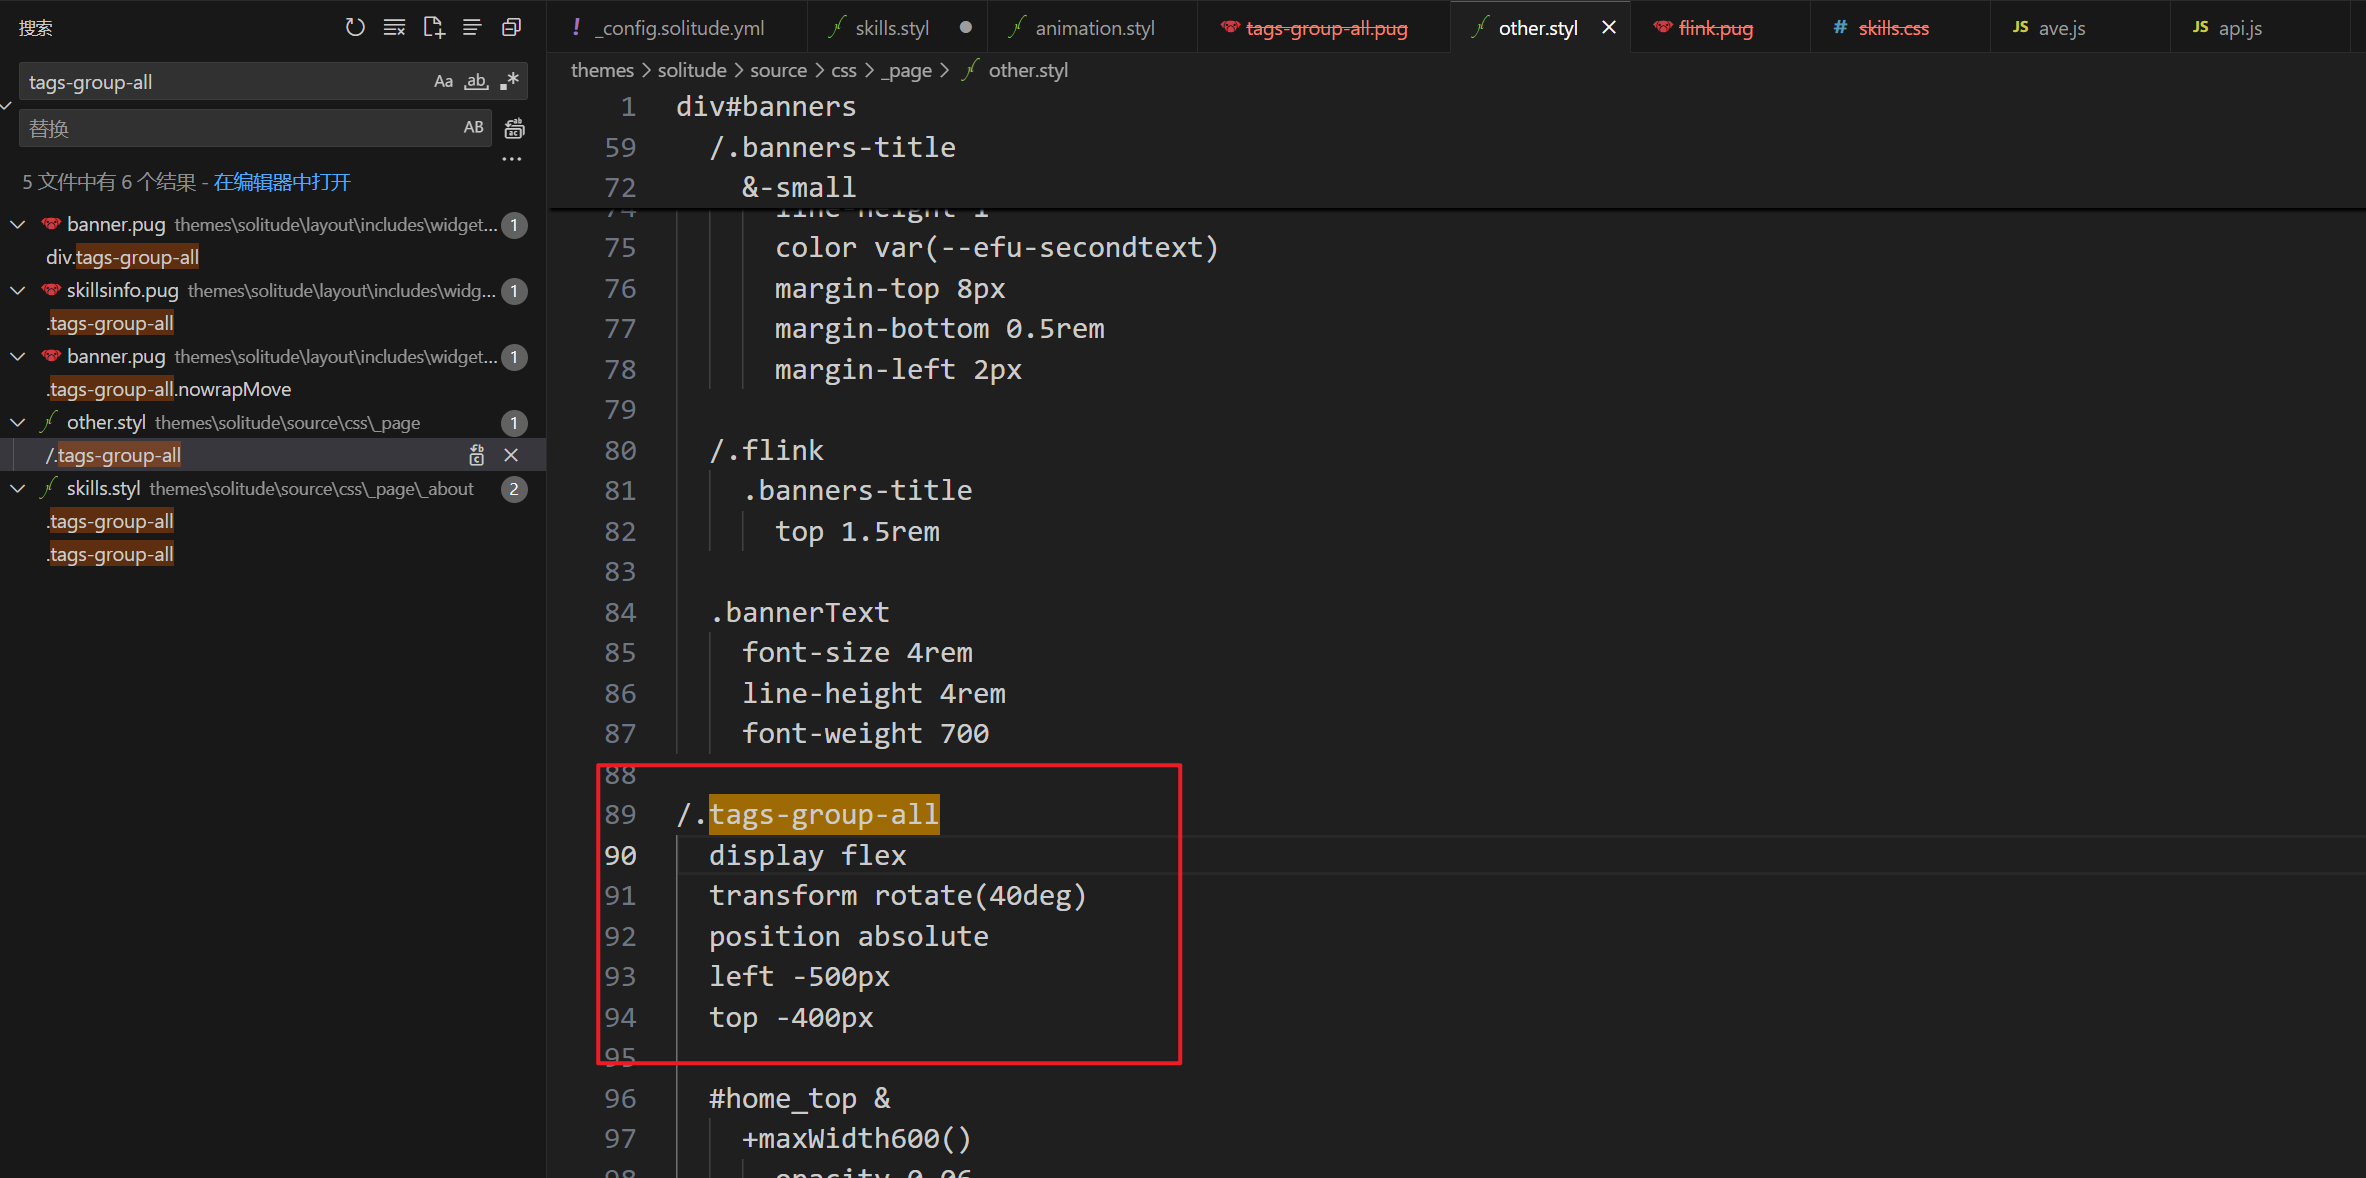 搜索
tags-group-all
Aa ab .*
替换
AB
5 文件中有 6 个结果 - 在编辑器中打开
banner.pug themes\solitude\layout\includes\widget... 1
div.tags-group-all
skillsinfo.pug themes\solitude\layout\includes\widg... 1
.tags-group-all
banner.pug themes\solitude\layout\includes\widget... 1
.tags-group-all.nowrapMove
other.styl themes\solitude\source\css\_page 1
/.tags-group-all
skills.styl themes\solitude\source\css\_page\_about 2
.tags-group-all
.tags-group-all
! _config.solitude.yml
skills.styl
animation.styl
tags-group-all.pug
other.styl
flink.pug
# skills.css
JS ave.js
JS api.js
themes > solitude > source > css > _page > other.styl
1 div#banners
59 /.banners-title
72 &-small
74 line-height 1
75 color var(--efu-secondtext)
76 margin-top 8px
77 margin-bottom 0.5rem
78 margin-left 2px
79
80 /.flink
81 .banners-title
82 top 1.5rem
83
84 .bannerText
85 font-size 4rem
86 line-height 4rem
87 font-weight 700
88
89 /.tags-group-all
90 display flex
91 transform rotate(40deg)
92 position absolute
93 left -500px
94 top -400px
95
96 #home_top &
97 +maxWidth600()
98 opacity 0.06